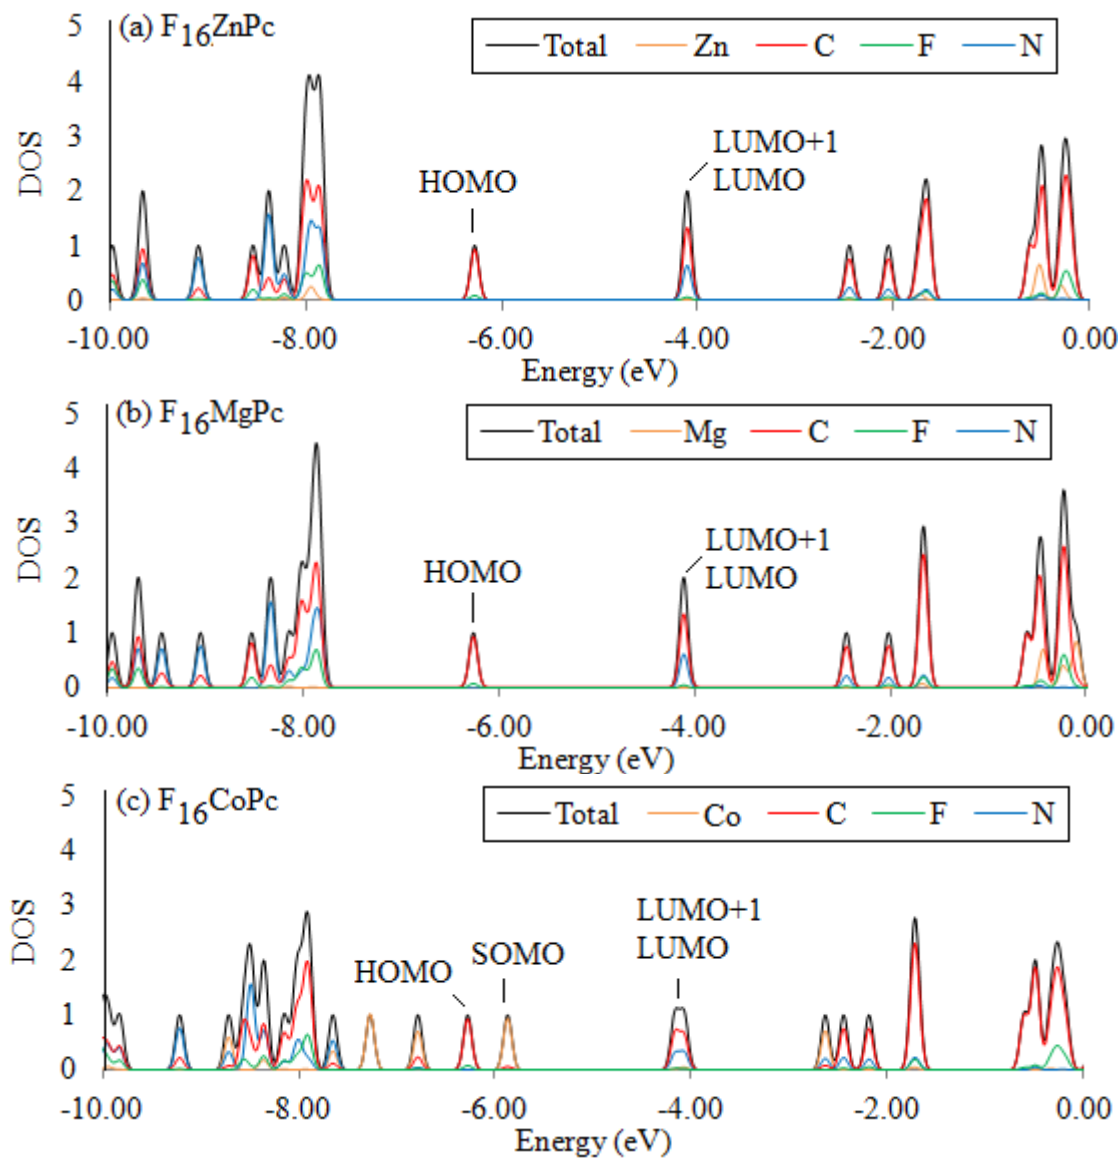 5
(a) F16ZnPc
Total Zn C F N
4
3
DOS
LUMO+1
2
HOMO
LUMO
1
0
-10.00 -8.00 -6.00 -4.00 -2.00 0.00
Energy (eV)
5
(b) F16MgPc
Total Mg C F N
4
3
DOS
LUMO+1
2
HOMO
LUMO
1
0
-10.00 -8.00 -6.00 -4.00 -2.00 0.00
Energy (eV)
5
(c) F16CoPc
Total Co C F N
4
3
DOS
LUMO+1
2
HOMO
SOMO
LUMO
1
0
-10.00 -8.00 -6.00 -4.00 -2.00 0.00
Energy (eV)